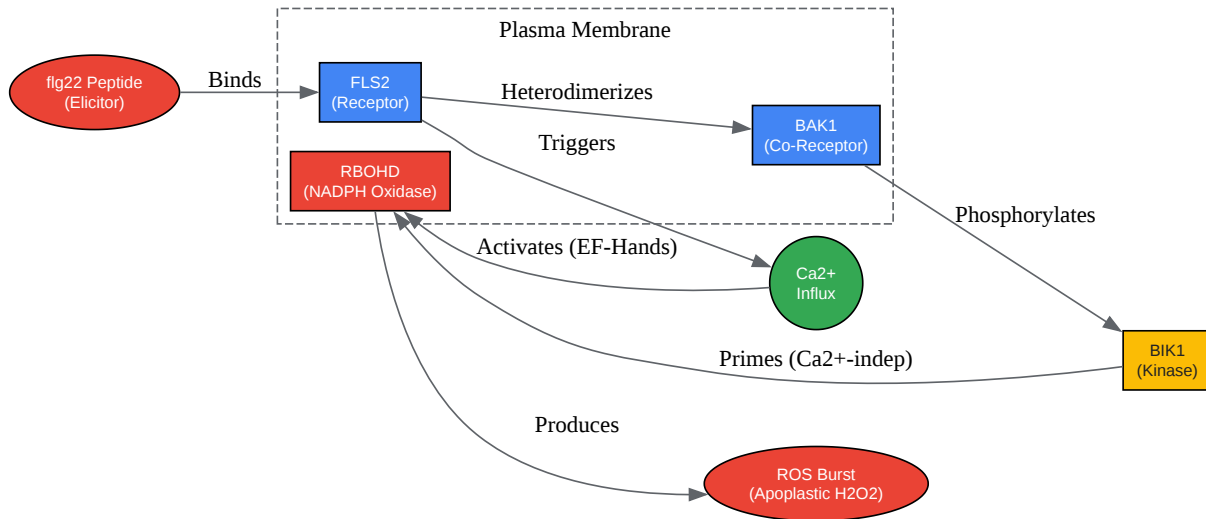 Plasma Membrane
flg22 Peptide
(Elicitor)
Binds
FLS2
(Receptor)
Heterodimerizes
BAK1
(Co-Receptor)
Triggers
RBOHD
(NADPH Oxidase)
Phosphorylates
Activates (EF-Hands)
Ca2+
Influx
Primes (Ca2+-indep)
BIK1
(Kinase)
Produces
ROS Burst
(Apoplastic H2O2)